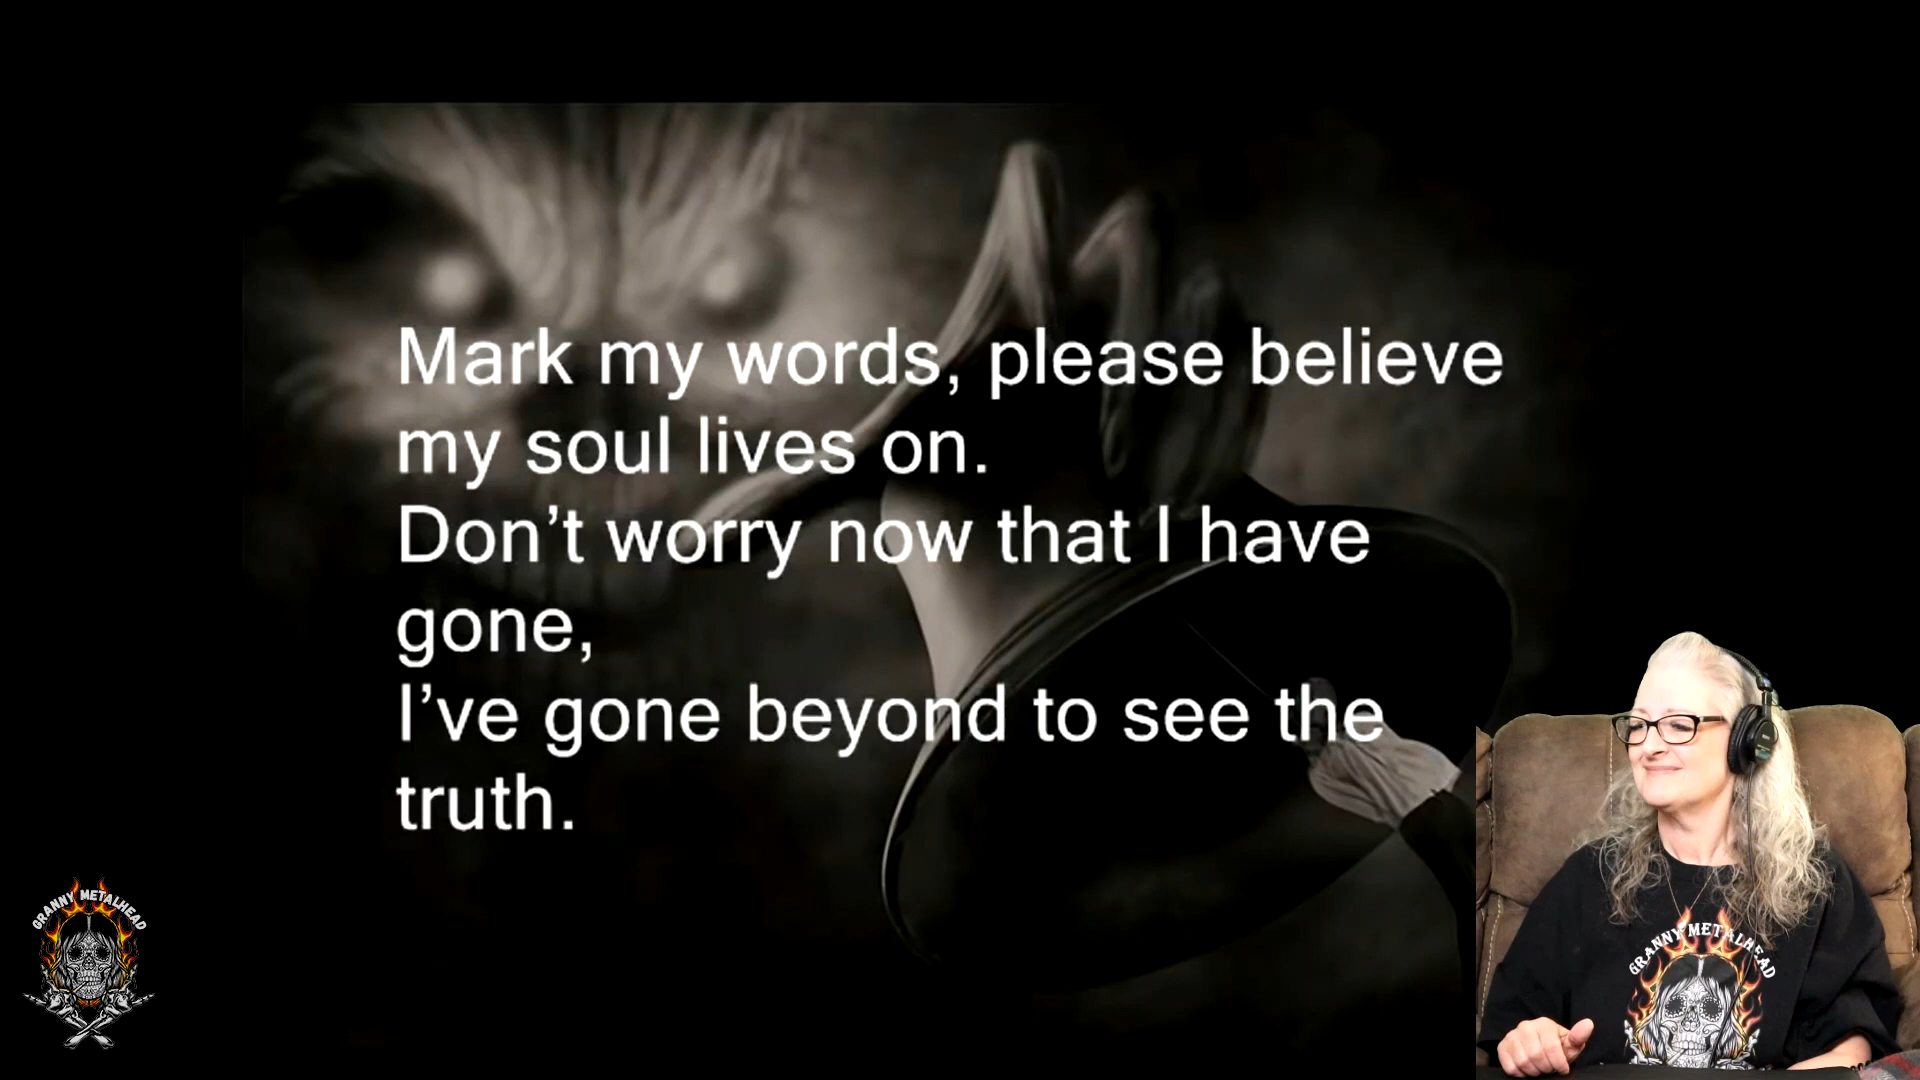 Mark my words, please believe
my soul lives on.
Don’t worry now that I have
gone,
I’ve gone beyond to see the
truth.
GRANNY METALHEAD
GRANNY METALHEAD